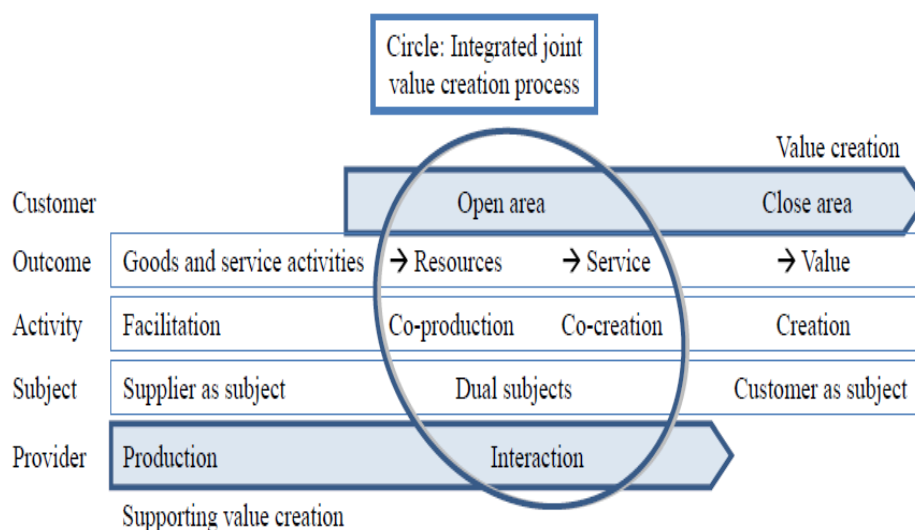 Circle: Integrated joint
value creation process
Value creation
Customer Open area Close area
Outcome Goods and service activities → Resources → Service → Value
Activity Facilitation Co-production Co-creation Creation
Subject Supplier as subject Dual subjects Customer as subject
Provider Production Interaction
Supporting value creation